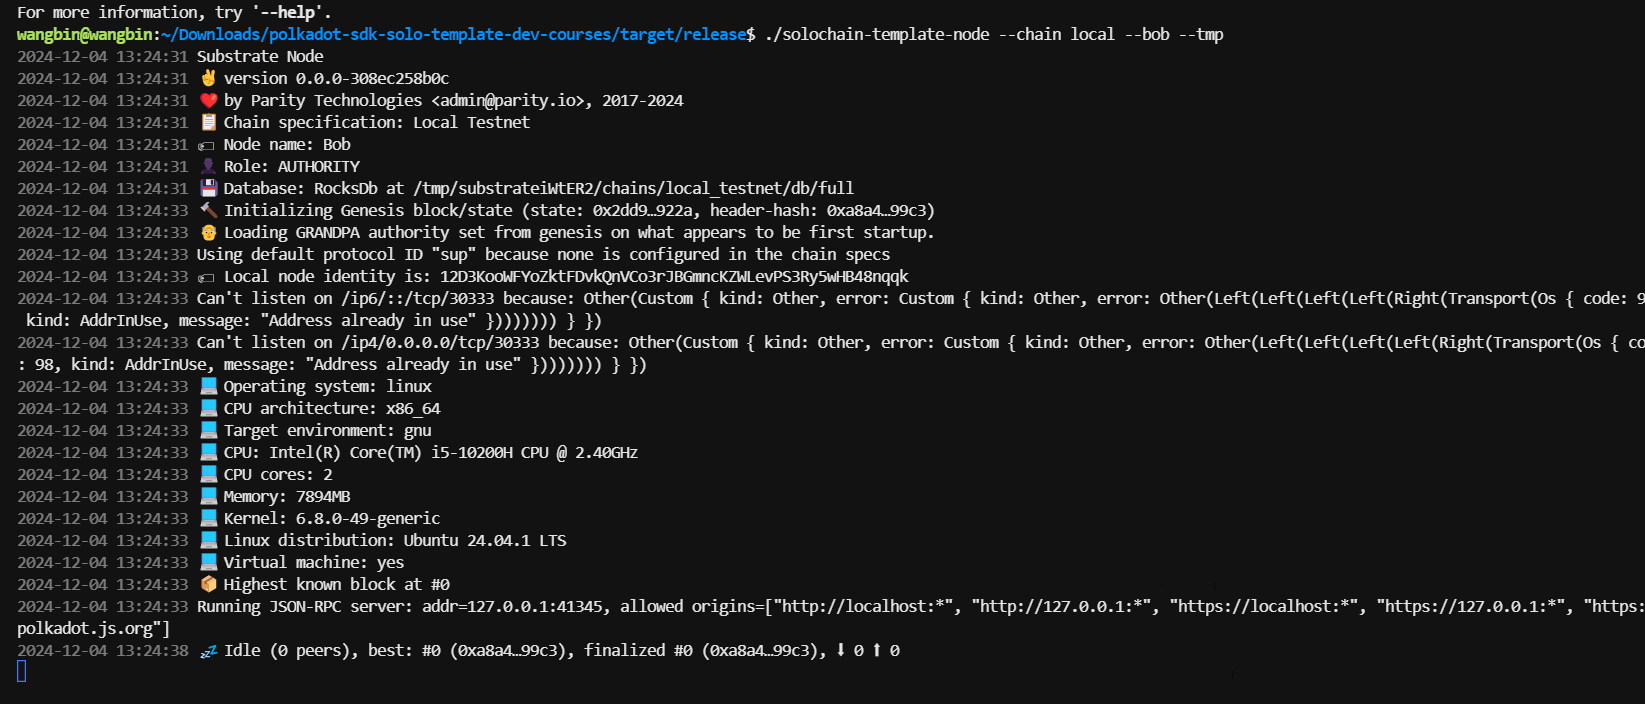 For more information, try '--help'.
wangbin@wangbin:~/Downloads/polkadot-sdk-solo-template-dev-courses/target/release$ ./solochain-template-node --chain local --bob --tmp
2024-12-04 13:24:31 Substrate Node
2024-12-04 13:24:31 ✌️ version 0.0.0-308ec258b0c
2024-12-04 13:24:31 ❤️ by Parity Technologies <admin@parity.io>, 2017-2024
2024-12-04 13:24:31 📋 Chain specification: Local Testnet
2024-12-04 13:24:31 🏷 Node name: Bob
2024-12-04 13:24:31 👤 Role: AUTHORITY
2024-12-04 13:24:31 💾 Database: RocksDb at /tmp/substrateiWtER2/chains/local_testnet/db/full
2024-12-04 13:24:33 🔨 Initializing Genesis block/state (state: 0x2dd9…922a, header-hash: 0xa8a4…99c3)
2024-12-04 13:24:33 👴 Loading GRANDPA authority set from genesis on what appears to be first startup.
2024-12-04 13:24:33 Using default protocol ID "sup" because none is configured in the chain specs
2024-12-04 13:24:33 🏷 Local node identity is: 12D3KooWFYoZktFDvkQnVCo3rJBGmncKZWLevPS3Ry5wHB48nqqk
2024-12-04 13:24:33 Can't listen on /ip6/::/tcp/30333 because: Other(Custom { kind: Other, error: Custom { kind: Other, error: Other(Left(Left(Left(Left(Right(Transport(Os { code: 9
kind: AddrInUse, message: "Address already in use" })))))))) } })
2024-12-04 13:24:33 Can't listen on /ip4/0.0.0.0/tcp/30333 because: Other(Custom { kind: Other, error: Custom { kind: Other, error: Other(Left(Left(Left(Left(Right(Transport(Os { co
: 98, kind: AddrInUse, message: "Address already in use" })))))))) } })
2024-12-04 13:24:33 💻 Operating system: linux
2024-12-04 13:24:33 💻 CPU architecture: x86_64
2024-12-04 13:24:33 💻 Target environment: gnu
2024-12-04 13:24:33 💻 CPU: Intel(R) Core(TM) i5-10200H CPU @ 2.40GHz
2024-12-04 13:24:33 💻 CPU cores: 2
2024-12-04 13:24:33 💻 Memory: 7894MB
2024-12-04 13:24:33 💻 Kernel: 6.8.0-49-generic
2024-12-04 13:24:33 💻 Linux distribution: Ubuntu 24.04.1 LTS
2024-12-04 13:24:33 💻 Virtual machine: yes
2024-12-04 13:24:33 📦 Highest known block at #0
2024-12-04 13:24:33 Running JSON-RPC server: addr=127.0.0.1:41345, allowed origins=["http://localhost:*", "http://127.0.0.1:*", "https://localhost:*", "https://127.0.0.1:*", "https:
polkadot.js.org"]
2024-12-04 13:24:38 💤 Idle (0 peers), best: #0 (0xa8a4…99c3), finalized #0 (0xa8a4…99c3), ⬇ 0 ⬆ 0